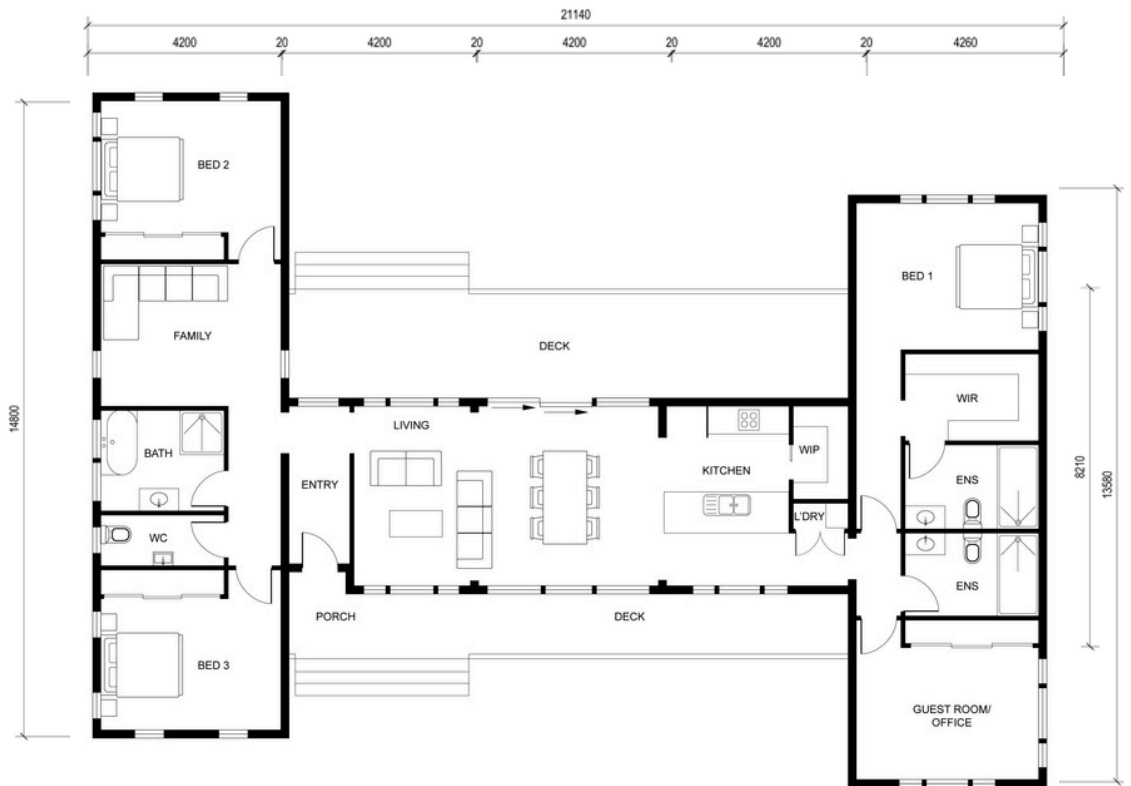 21140
4200 20 4200 20 4200 20 4200 20 4260
14800
BED 2
BED 1
FAMILY
DECK
8210
13580
WIR
LIVING
BATH
KITCHEN
WIP
ENTRY
ENS
L'DRY
WC
ENS
PORCH
DECK
BED 3
GUEST ROOM/
OFFICE